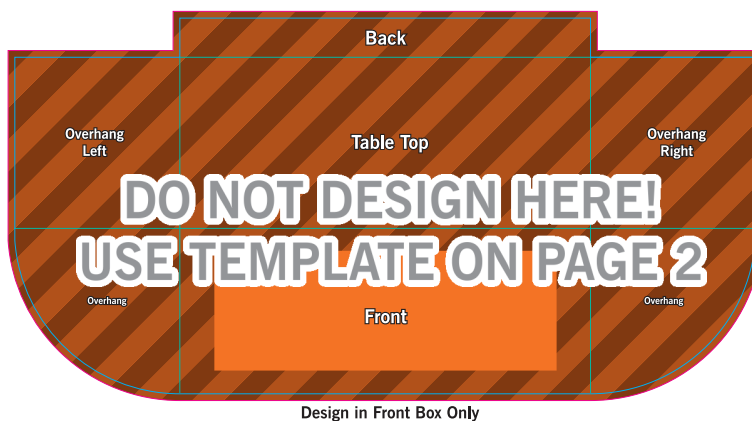 Back
Overhang
Left
Table Top
Overhang
Right
DO NOT DESIGN HERE!
USE TEMPLATE ON PAGE 2
Overhang
Front
Overhang
Design in Front Box Only